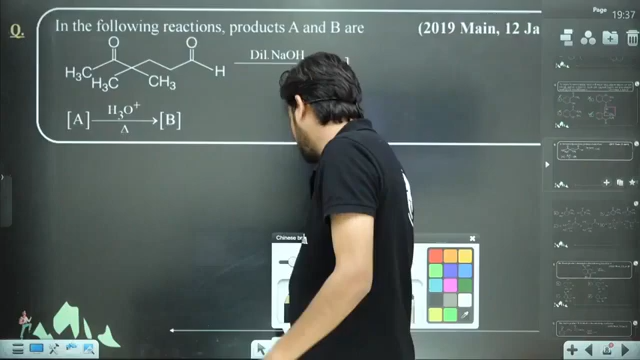 Page
19:37
Q. In the following reactions, products A and B are (2019 Main, 12 Ja
O O
Dil. NaOH
H₃C H
H₃C CH₃
[A] H₃O⁺ Δ [B]
Chinese br